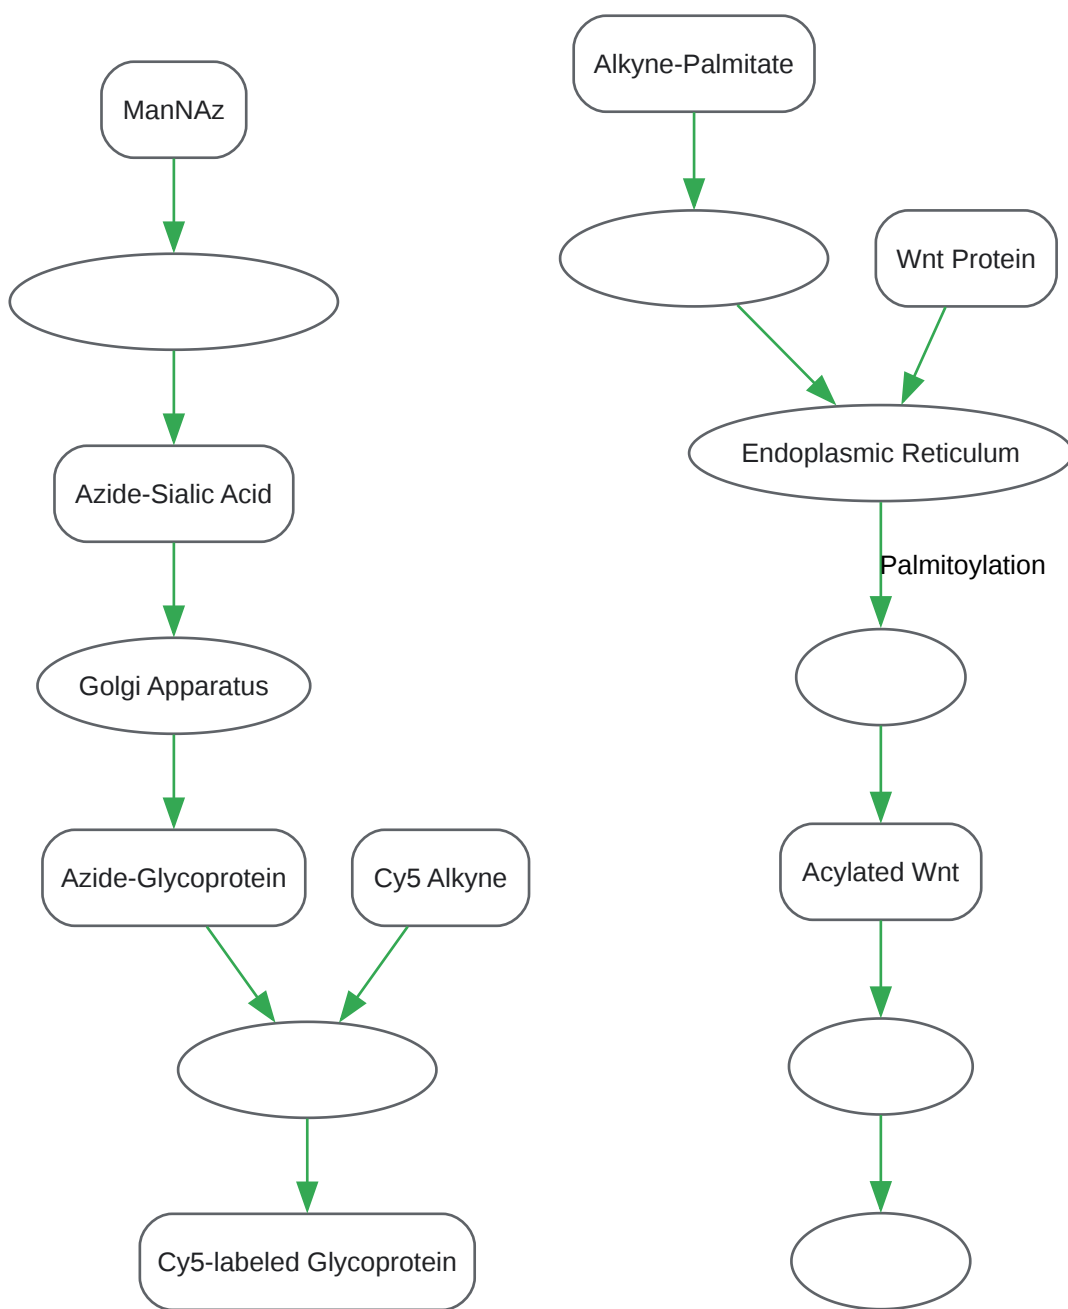 ManNAz
Azide-Sialic Acid
Golgi Apparatus
Azide-Glycoprotein
Cy5 Alkyne
Cy5-labeled Glycoprotein
Alkyne-Palmitate
Wnt Protein
Endoplasmic Reticulum
Palmitoylation
Acylated Wnt